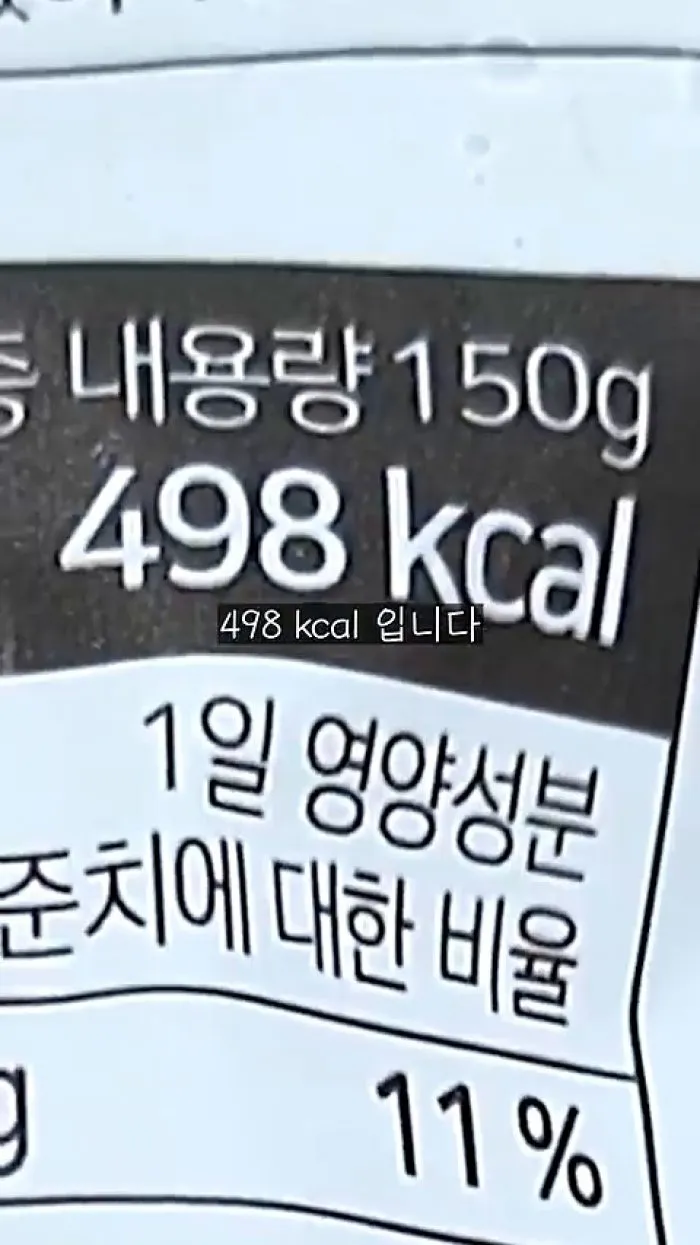 내용량 150g
498 kcal
498 kcal 입니다
1일 영양성분
준치에 대한 비율
g 11%